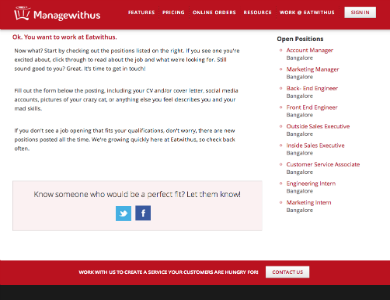 Managewithus
FEATURES PRICING ONLINE ORDERS RESOURCE WORK @ EATWITHUS SIGN IN
Ok. You want to work at Eatwithus.
Now what? Start by checking out the positions listed on the right. If you see one you're
excited about, click through to read about the job and what we're looking for. Still
sound good to you? Great. It's time to get in touch!
Fill out the form below the posting, including your CV and/or cover letter, social media
accounts, pictures of your crazy cat, or anything else you feel describes you and your
mad skills.
If you don't see a job opening that fits your qualifications, don't worry, there are new
positions posted all the time. We're growing quickly here at Eatwithus, so check back
often.
Know someone who would be a perfect fit? Let them know!
Open Positions
Account Manager
Bangalore
Marketing Manager
Bangalore
Back- End Engineer
Bangalore
Front End Engineer
Bangalore
Outside Sales Executive
Bangalore
Inside Sales Executive
Bangalore
Customer Service Associate
Bangalore
Engineering Intern
Bangalore
Marketing Intern
Bangalore
WORK WITH US TO CREATE A SERVICE YOUR CUSTOMERS ARE HUNGRY FOR! CONTACT US